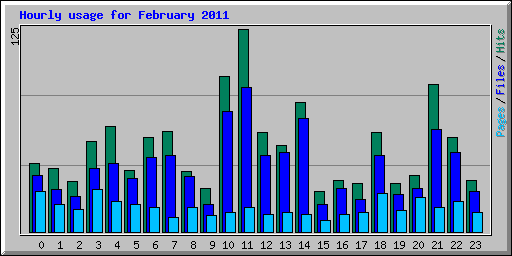 Hourly usage for February 2011
125
Pages/Files/Hits
0 1 2 3 4 5 6 7 8 9 10 11 12 13 14 15 16 17 18 19 20 21 22 23